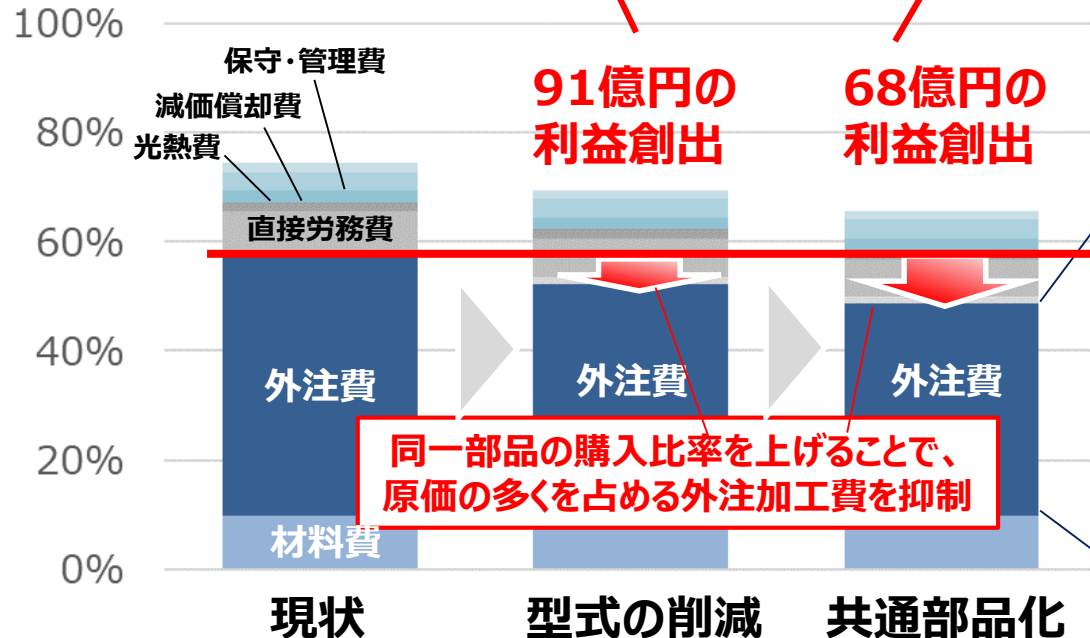 100%
80%
60%
40%
20%
0%
保守・管理費
減価償却費
光熱費
直接労務費
外注費
材料費
91億円の
利益創出
68億円の
利益創出
外注費
外注費
同一部品の購入比率を上げることで、
原価の多くを占める外注加工費を抑制
現状
型式の削減
共通部品化